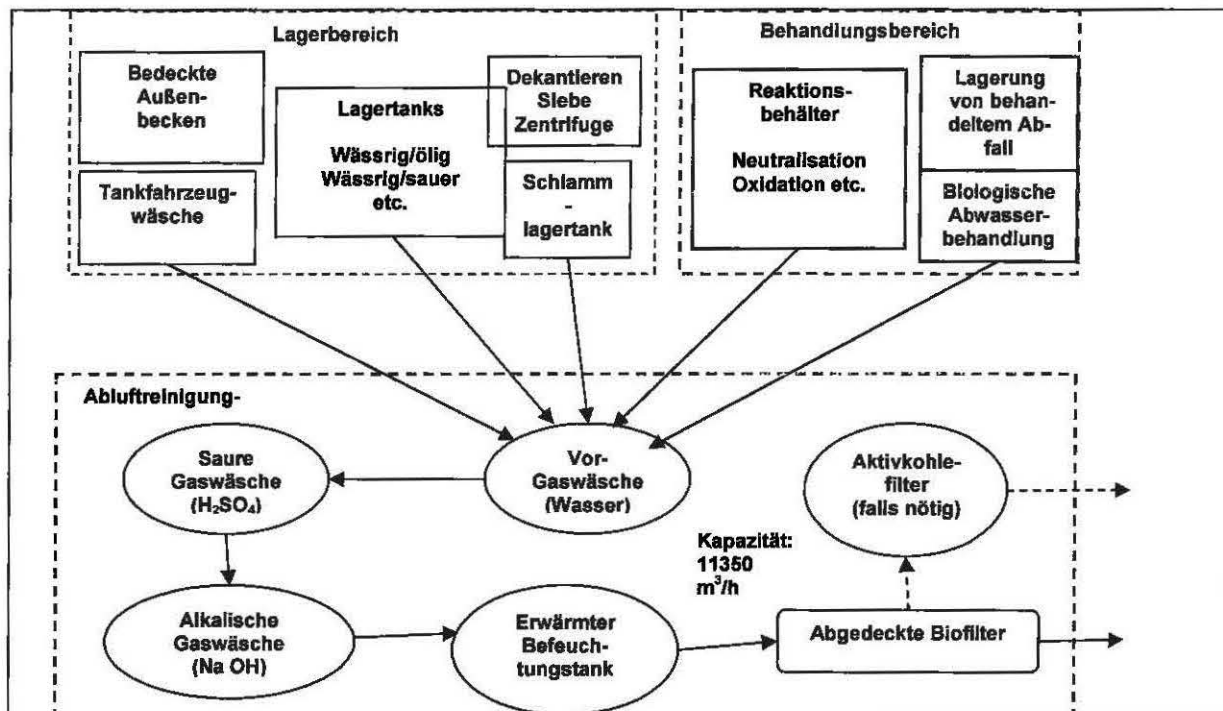 Lagerbereich
Bedeckte
Außen-
becken
Tankfahrzeug-
wäsche
Lagertanks
Wässrig/ölig
Wässrig/sauer
etc.
Dekantieren
Siebe
Zentrifuge
Schlamm
-
lagertank
Behandlungsbereich
Reaktions-
behälter
Neutralisation
Oxidation etc.
Lagerung
von behan-
deltem Ab-
fall
Biologische
Abwasser-
behandlung
Abluftreinigung-
Saure
Gaswäsche
(H₂SO₄)
Vor-
Gaswäsche
(Wasser)
Aktivkohle-
filter
(falls nötig)
Kapazität:
11350
m³/h
Alkalische
Gaswäsche
(Na OH)
Erwärmter
Befeuch-
tungstank
Abgedeckte Biofilter